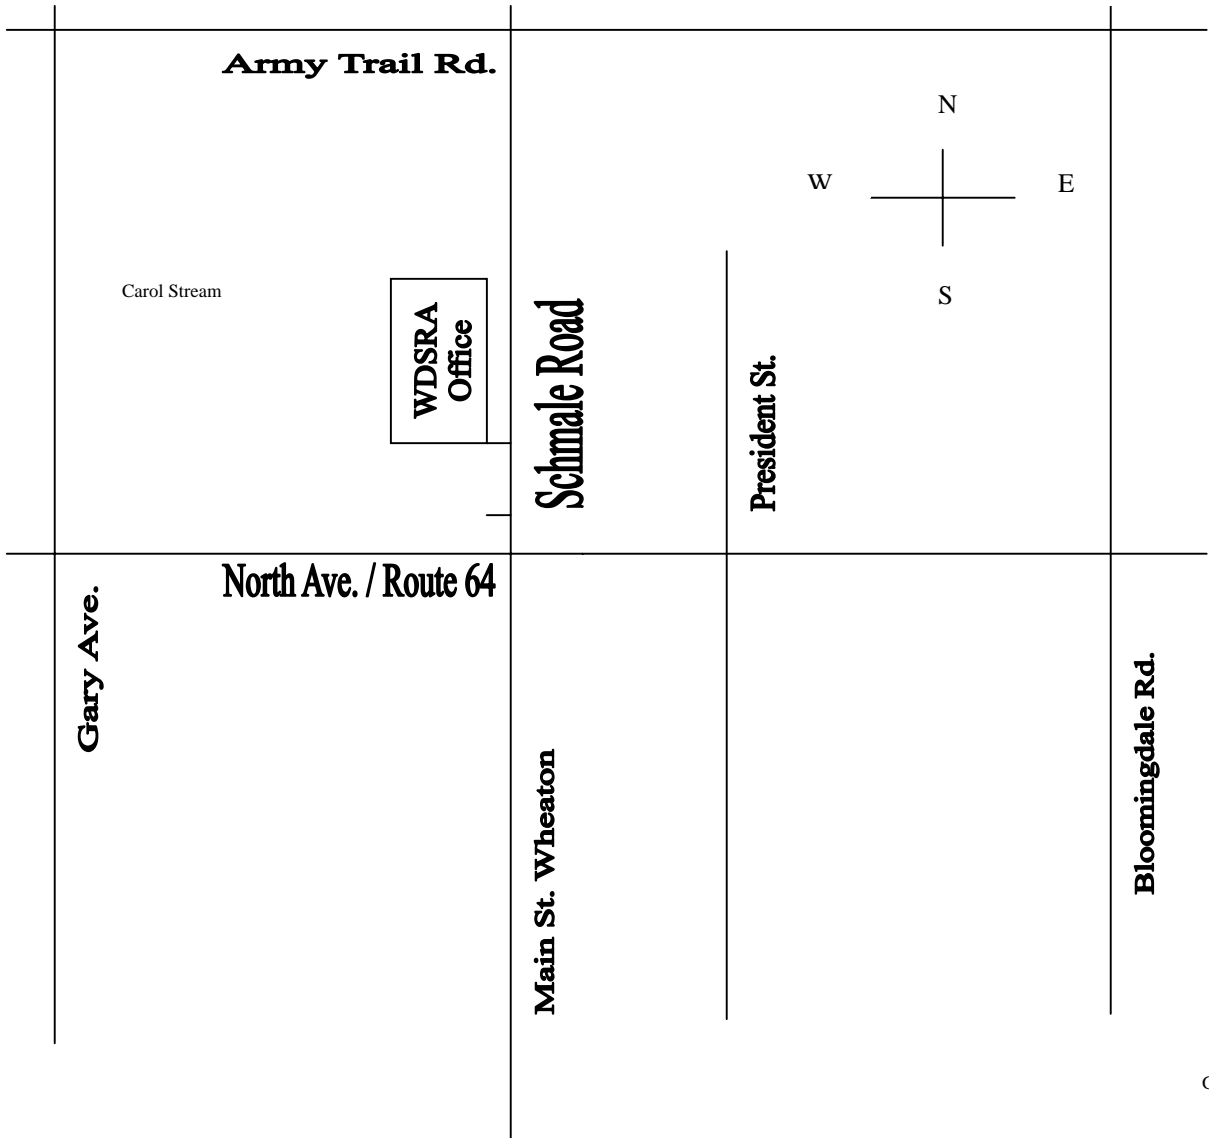 Army Trail Rd.
N
W
E
S
Carol Stream
WDSRA
Office
Schmale Road
President St.
North Ave. / Route 64
Gary Ave.
Main St. Wheaton
Bloomingdale Rd.